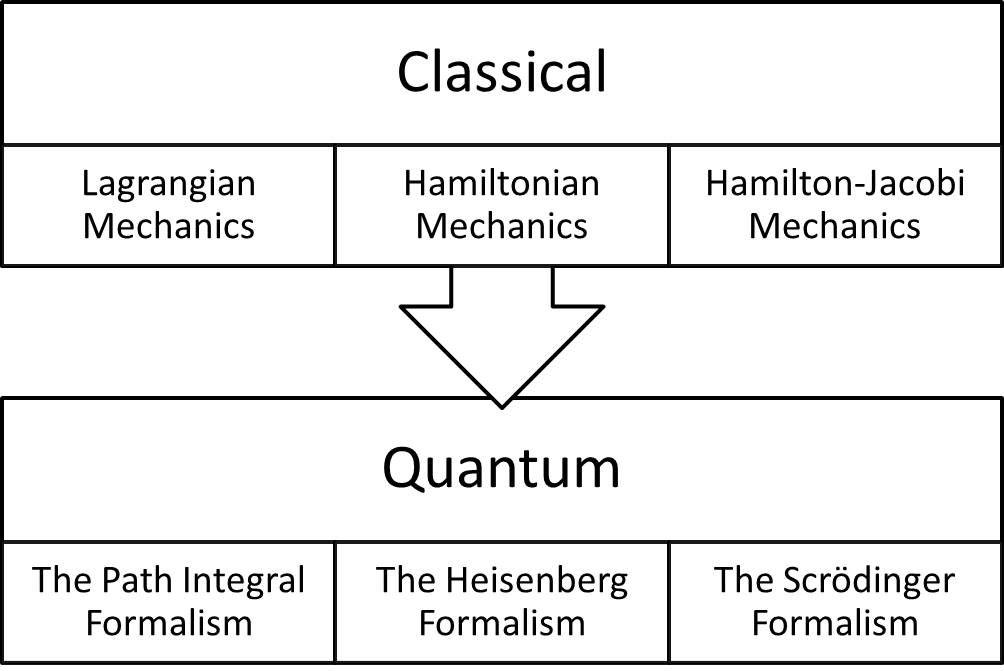 Classical
Lagrangian
Mechanics
Hamiltonian
Mechanics
Hamilton-Jacobi
Mechanics
Quantum
The Path Integral
Formalism
The Heisenberg
Formalism
The Scrödinger
Formalism